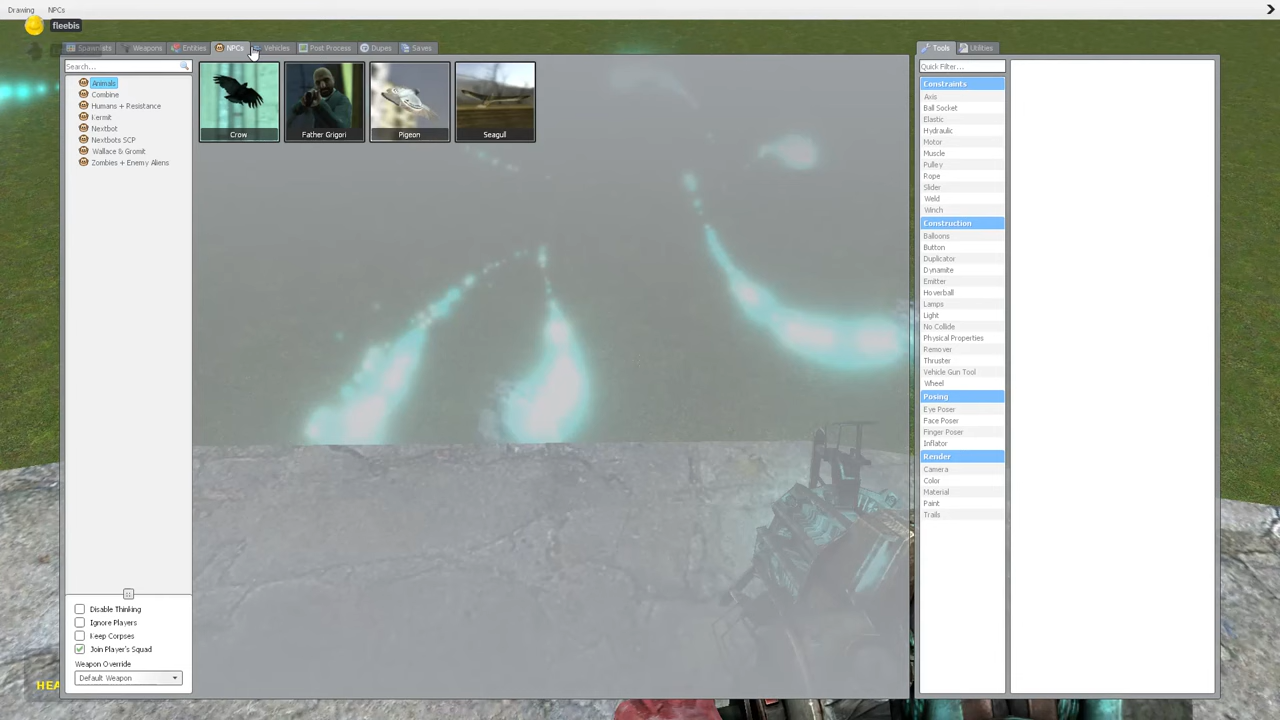 Drawing NPCs
fleebis
Spawnlists Weapons Entities NPCs Vehicles Post Process Dupes Saves
Search...
Animals
Combine
Humans + Resistance
Kermit
Nextbot
Nextbots SCP
Wallace & Gromit
Zombies + Enemy Aliens
Crow Father Grigori Pigeon Seagull
Disable Thinking
Ignore Players
Keep Corpses
Join Player's Squad
Weapon Override
Default Weapon
HEA
Tools Utilities
Quick Filter...
Constraints
Axis
Ball Socket
Elastic
Hydraulic
Motor
Muscle
Pulley
Rope
Slider
Weld
Winch
Construction
Balloons
Button
Duplicator
Dynamite
Emitter
Hoverball
Lamps
Light
No Collide
Physical Properties
Remover
Thruster
Vehicle Gun Tool
Wheel
Posing
Eye Poser
Face Poser
Finger Poser
Inflator
Render
Camera
Color
Material
Paint
Trails